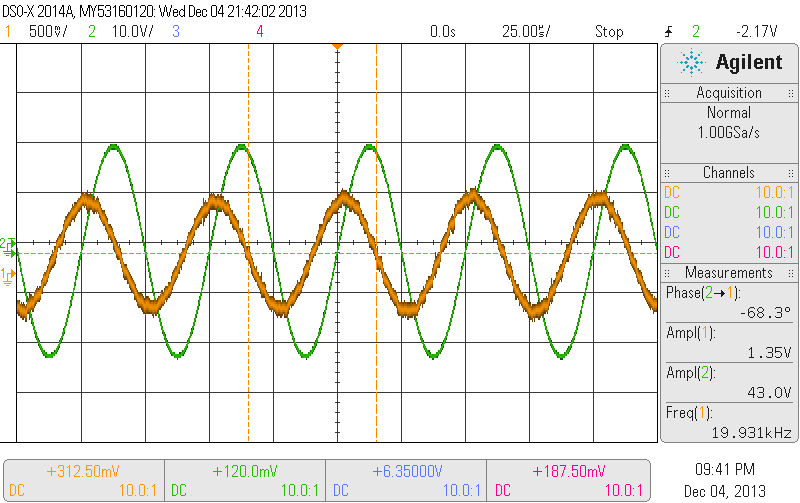 DSO-X 2014A, MY53160120: Wed Dec 04 21:42:02 2013
1 500mV/ 2 10.0V/ 3 4 0.0s 25.00us/ Stop 2 -2.17V
Agilent
Acquisition
Normal
1.00GSa/s
Channels
DC 10.0:1
DC 10.0:1
DC 10.0:1
DC 10.0:1
Measurements
Phase(2→1):
-68.3°
Ampl(1):
1.35V
Ampl(2):
43.0V
Freq(1):
19.931kHz
2
1
+312.50mV
DC 10.0:1
+120.0mV
DC 10.0:1
+6.35000V
DC 10.0:1
+187.50mV
DC 10.0:1
09:41 PM
Dec 04, 2013